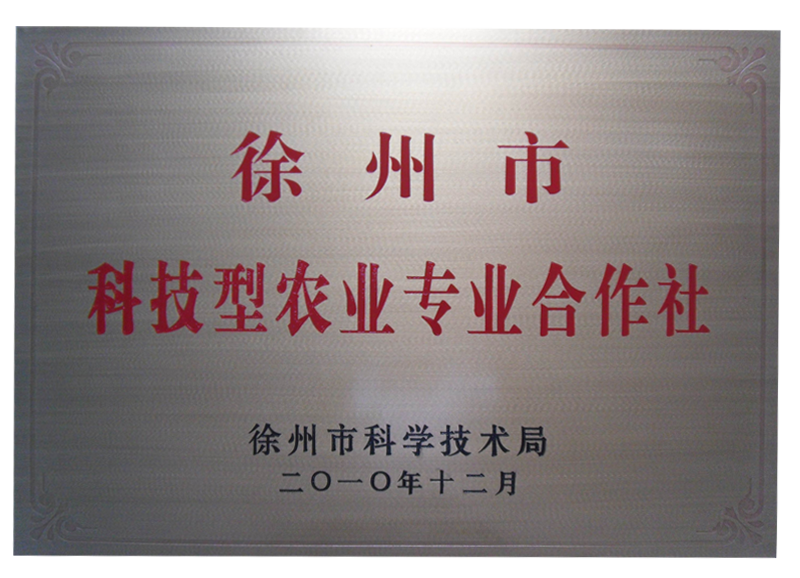 徐州市
科技型农业专业合作社
徐州市科学技术局
二〇一〇年十二月